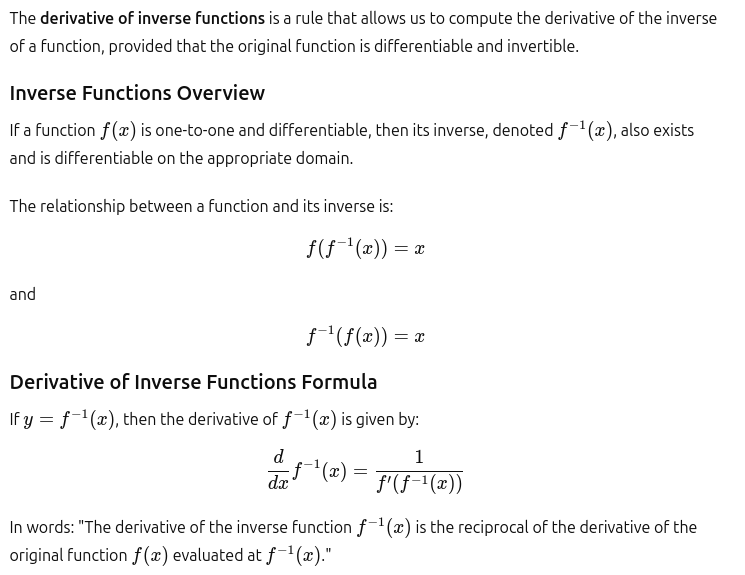 The derivative of inverse functions is a rule that allows us to compute the derivative of the inverse
of a function, provided that the original function is differentiable and invertible.
Inverse Functions Overview
If a function f(x) is one-to-one and differentiable, then its inverse, denoted f⁻¹(x), also exists
and is differentiable on the appropriate domain.
The relationship between a function and its inverse is:
f(f⁻¹(x)) = x
and
f⁻¹(f(x)) = x
Derivative of Inverse Functions Formula
If y = f⁻¹(x), then the derivative of f⁻¹(x) is given by:
d/dx f⁻¹(x) = 1/f′(f⁻¹(x))
In words: "The derivative of the inverse function f⁻¹(x) is the reciprocal of the derivative of the
original function f(x) evaluated at f⁻¹(x)."